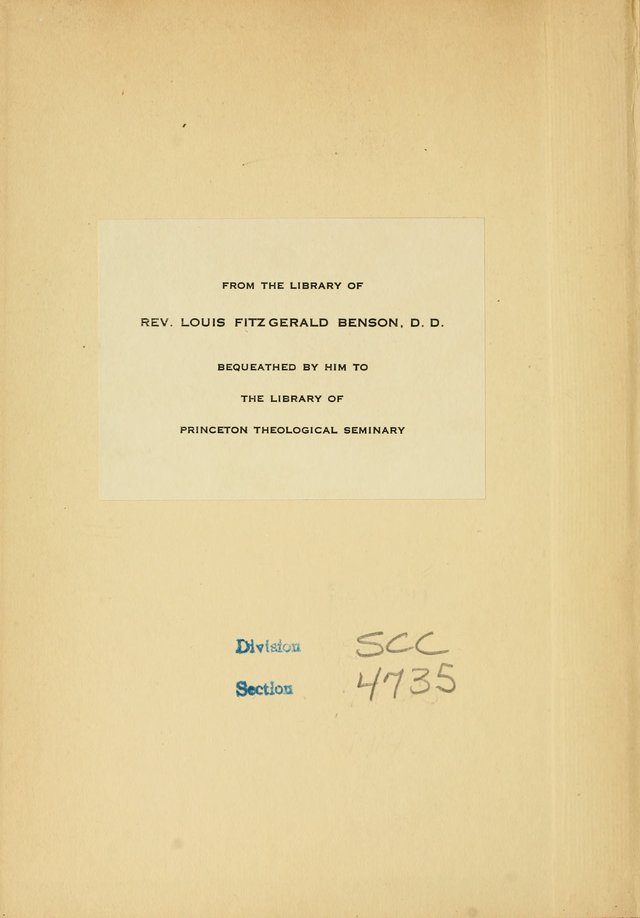 FROM THE LIBRARY OF
REV. LOUIS FITZGERALD BENSON, D. D.
BEQUEATHED BY HIM TO
THE LIBRARY OF
PRINCETON THEOLOGICAL SEMINARY
Division SCC
Section 4735